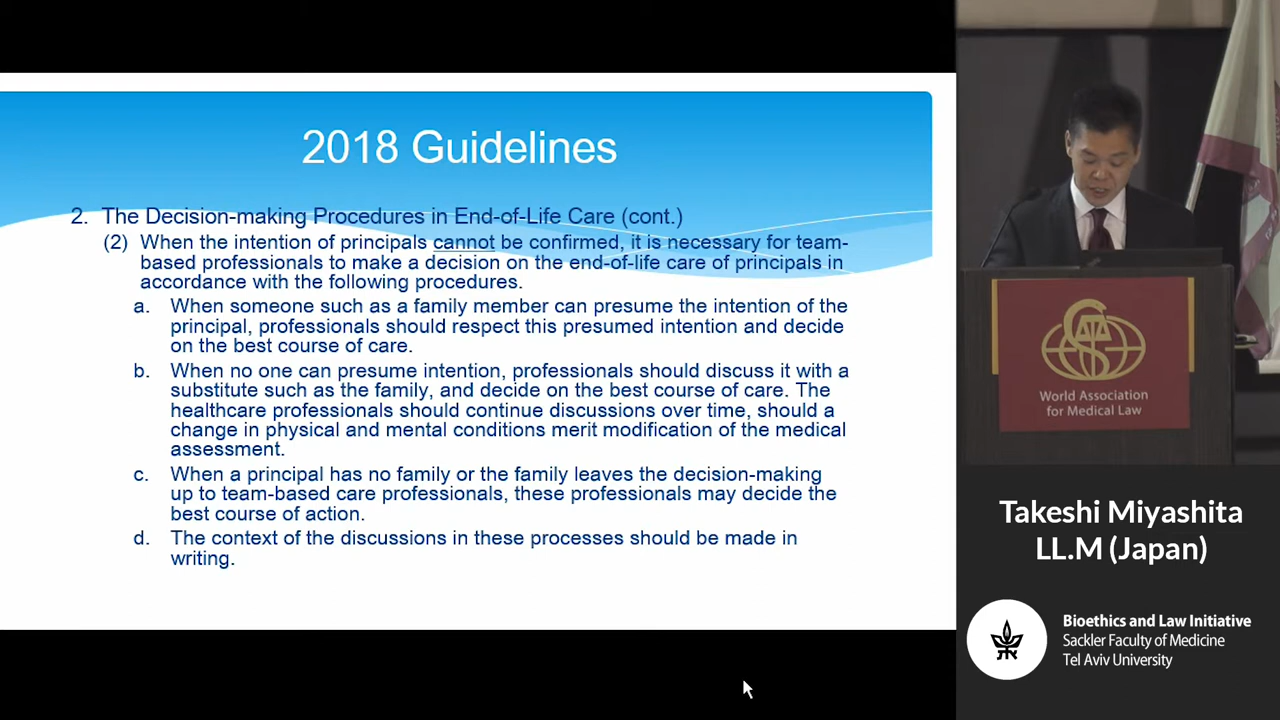 2018 Guidelines
2. The Decision-making Procedures in End-of-Life Care (cont.)
(2) When the intention of principals cannot be confirmed, it is necessary for team-
based professionals to make a decision on the end-of-life care of principals in
accordance with the following procedures.
a. When someone such as a family member can presume the intention of the
principal, professionals should respect this presumed intention and decide
on the best course of care.
b. When no one can presume intention, professionals should discuss it with a
substitute such as the family, and decide on the best course of care. The
healthcare professionals should continue discussions over time, should a
change in physical and mental conditions merit modification of the medical
assessment.
c. When a principal has no family or the family leaves the decision-making
up to team-based care professionals, these professionals may decide the
best course of action.
d. The context of the discussions in these processes should be made in
writing.
World Association
for Medical Law
Takeshi Miyashita
LL.M (Japan)
Bioethics and Law Initiative
Sackler Faculty of Medicine
Tel Aviv University